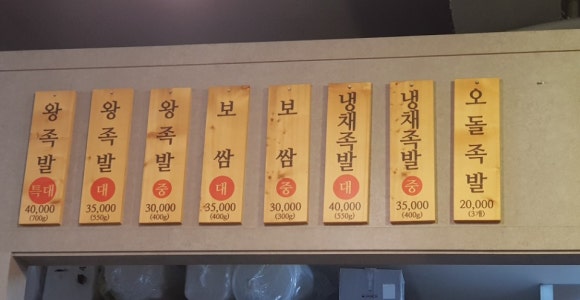 왕족발
특대
40,000
(700g)
왕족발
대
35,000
(550g)
왕족발
중
30,000
(400g)
보쌈
대
35,000
(400g)
보쌈
중
30,000
(300g)
냉채족발
대
40,000
(550g)
냉채족발
중
35,000
(400g)
오돌족발
20,000
(3개)